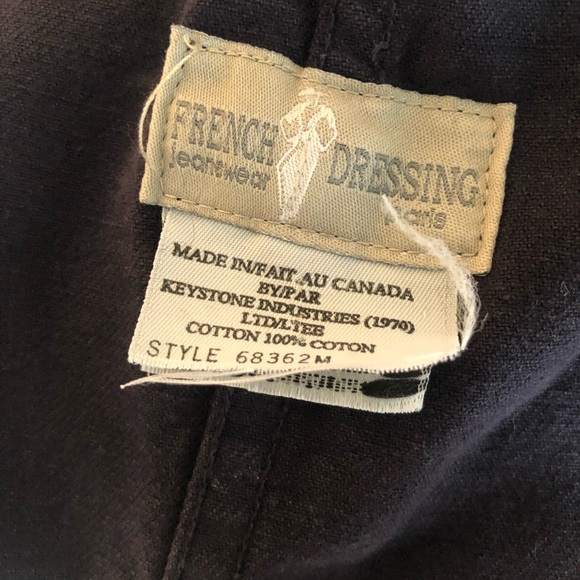 FRENCH DRESSING
Jeanswear
MADE IN/FAIT AU CANADA
BY/PAR
KEYSTONE INDUSTRIES (1970)
LTD/LTEE
COTTON 100% COTON
STYLE 68362M